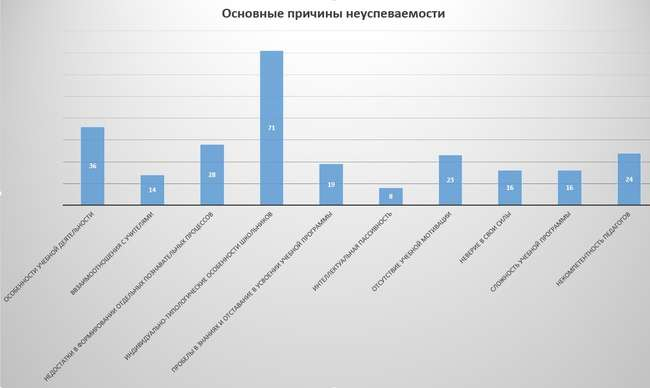 Основные причины неуспеваемости
36
14
28
71
19
8
23
16
16
24
ОСОБЕННОСТИ УЧЕБНОЙ ДЕЯТЕЛЬНОСТИ
ВЗАИМООТНОШЕНИЯ С УЧИТЕЛЯМИ
НЕДОСТАТКИ В ФОРМИРОВАНИИ ОТДЕЛЬНЫХ ПОЗНАВАТЕЛЬНЫХ ПРОЦЕССОВ
ИНДИВИДУАЛЬНО-ТИПОЛОГИЧЕСКИЕ ОСОБЕННОСТИ ШКОЛЬНИКОВ
ПРОБЕЛЫ В ЗНАНИЯХ И ОТСТАВАНИЕ В УСВОЕНИИ УЧЕБНОЙ ПРОГРАММЫ
ИНТЕЛЛЕКТУАЛЬНАЯ ПАССИВНОСТЬ
ОТСУТСТВИЕ УЧЕБНОЙ МОТИВАЦИИ
НЕВЕРИЕ В СВОИ СИЛЫ
СЛОЖНОСТЬ УЧЕБНОЙ ПРОГРАММЫ
НЕКОМПЕТЕНТНОСТЬ ПЕДАГОГОВ